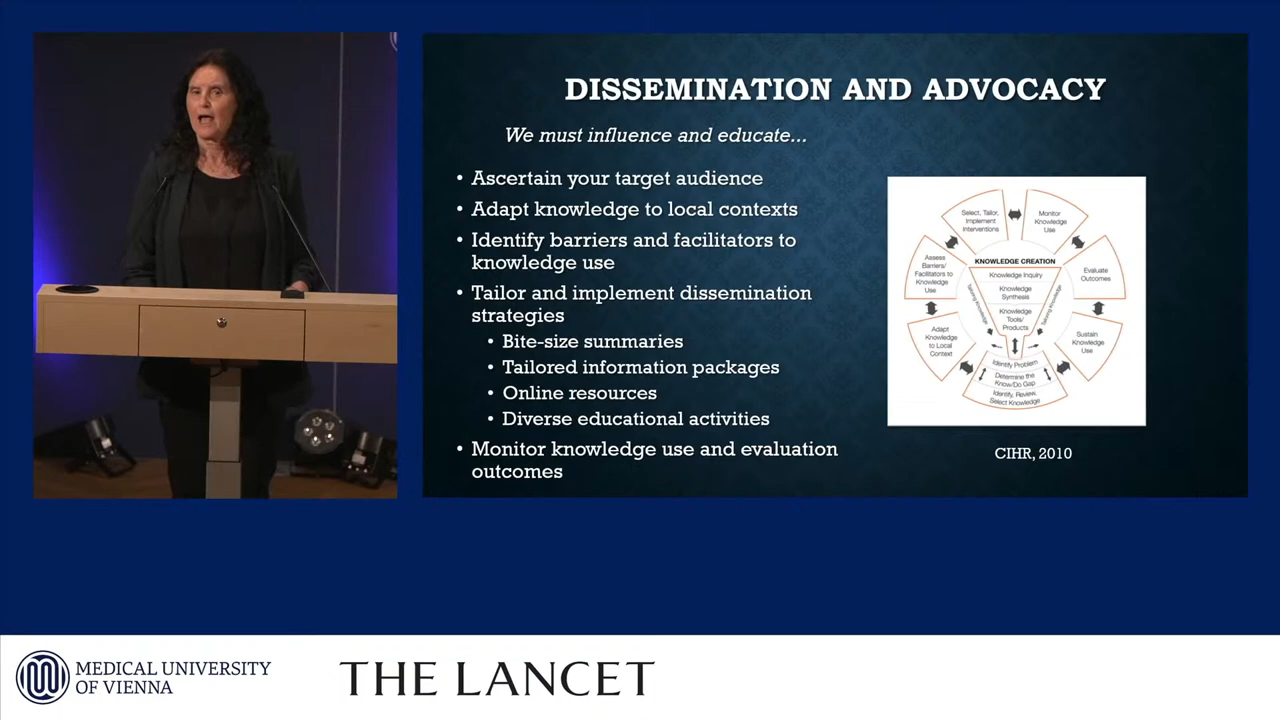 DISSEMINATION AND ADVOCACY
We must influence and educate...
• Ascertain your target audience
• Adapt knowledge to local contexts
• Identify barriers and facilitators to
knowledge use
• Tailor and implement dissemination
strategies
• Bite-size summaries
• Tailored information packages
• Online resources
• Diverse educational activities
• Monitor knowledge use and evaluation
outcomes
Select, Tailor,
Implement
Interventions
Monitor
Knowledge
Use
Assess
Barriers/
Facilitators to
Knowledge
Use
KNOWLEDGE CREATION
Knowledge Inquiry
Knowledge
Synthesis
Knowledge
Tools/
Products
Tailoring Knowledge
Tailoring Knowledge
Evaluate
Outcomes
Adapt
Knowledge
to Local
Context
Sustain
Knowledge
Use
Identify Problem
Determine the
Know/Do Gap
Identify, Review,
Select Knowledge
CIHR, 2010
MEDICAL UNIVERSITY
OF VIENNA
THE LANCET